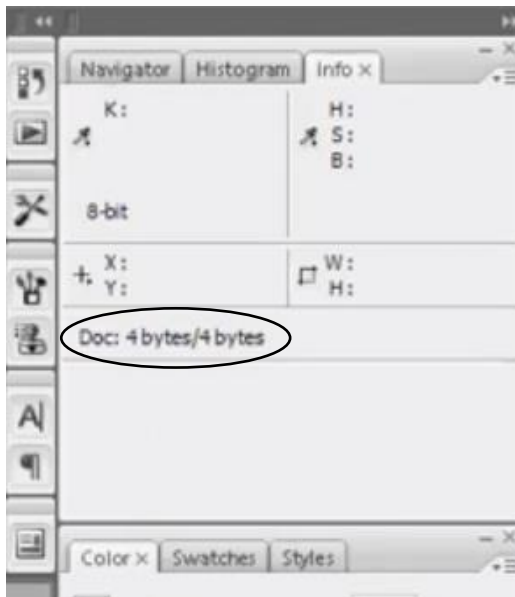 Navigator Histogram Info ×
K:
H:
S:
B:
8-bit
X:
Y:
W:
H:
Doc: 4 bytes/4 bytes
A
Color × Swatches Styles